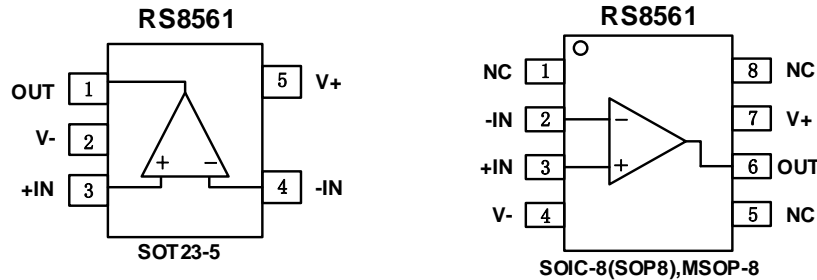 RS8561
OUT 1
5 V+
V- 2
+IN 3
+ −
4 -IN
SOT23-5
RS8561
NC 1
8 NC
-IN 2
−
7 V+
+IN 3
+
6 OUT
V- 4
5 NC
SOIC-8(SOP8),MSOP-8